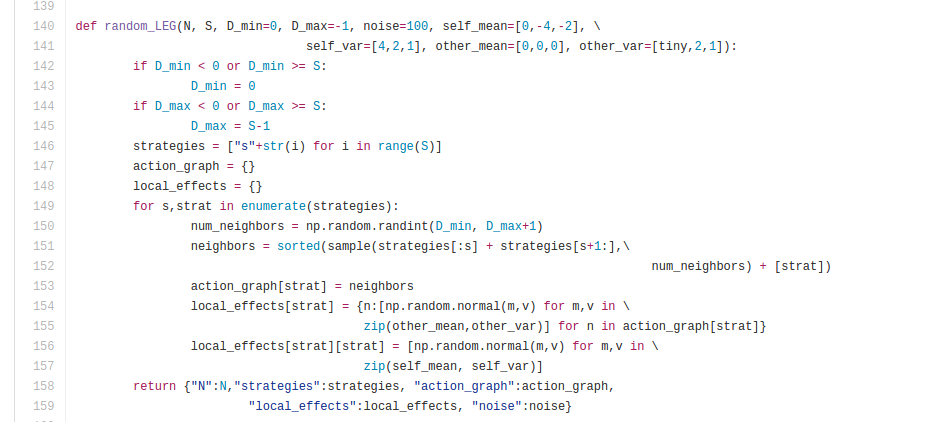 139
140 def random_LEG(N, S, D_min=0, D_max=-1, noise=100, self_mean=[0,-4,-2], \
141 self_var=[4,2,1], other_mean=[0,0,0], other_var=[tiny,2,1]):
142 if D_min < 0 or D_min >= S:
143 D_min = 0
144 if D_max < 0 or D_max >= S:
145 D_max = S-1
146 strategies = ["s"+str(i) for i in range(S)]
147 action_graph = {}
148 local_effects = {}
149 for s,strat in enumerate(strategies):
150 num_neighbors = np.random.randint(D_min, D_max+1)
151 neighbors = sorted(sample(strategies[:s] + strategies[s+1:],\
152 num_neighbors) + [strat])
153 action_graph[strat] = neighbors
154 local_effects[strat] = {n:[np.random.normal(m,v) for m,v in \
155 zip(other_mean,other_var)] for n in action_graph[strat]}
156 local_effects[strat][strat] = [np.random.normal(m,v) for m,v in \
157 zip(self_mean, self_var)]
158 return {"N":N,"strategies":strategies, "action_graph":action_graph,
159 "local_effects":local_effects, "noise":noise}